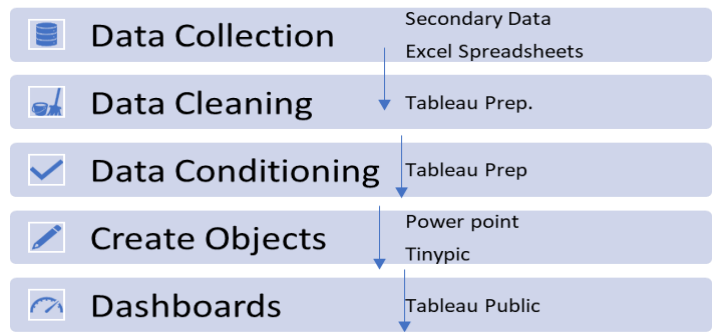 Data Collection
Secondary Data
Excel Spreadsheets
Data Cleaning
Tableau Prep.
Data Conditioning
Tableau Prep
Create Objects
Power point
Tinypic
Dashboards
Tableau Public